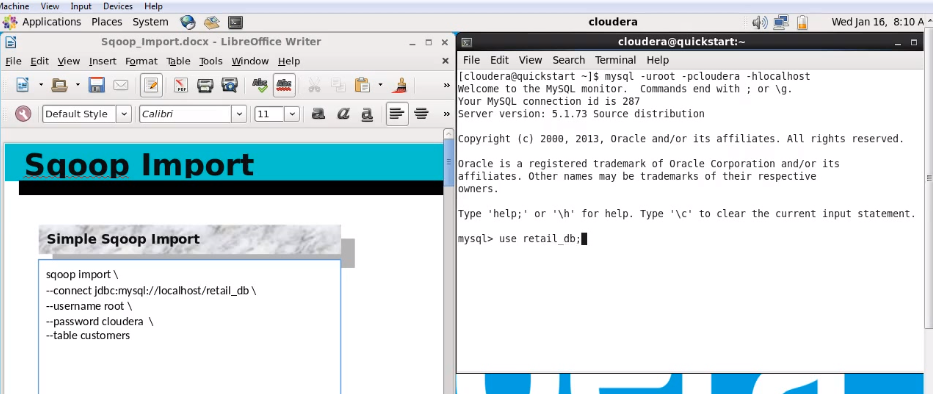 Machine View Input Devices Help
Applications Places System
cloudera
Wed Jan 16, 8:10 A
Sqoop_Import.docx - LibreOffice Writer
File Edit View Insert Format Table Tools Window Help
Default Style
Calibri
11
a a a
Sqoop Import
Simple Sqoop Import
sqoop import \
--connect jdbc:mysql://localhost/retail_db \
--username root \
--password cloudera \
--table customers
cloudera@quickstart:~
File Edit View Search Terminal Help
[cloudera@quickstart ~]$ mysql -uroot -pcloudera -hlocalhost
Welcome to the MySQL monitor. Commands end with ; or \g.
Your MySQL connection id is 287
Server version: 5.1.73 Source distribution
Copyright (c) 2000, 2013, Oracle and/or its affiliates. All rights reserved.
Oracle is a registered trademark of Oracle Corporation and/or its
affiliates. Other names may be trademarks of their respective
owners.
Type 'help;' or '\h' for help. Type '\c' to clear the current input statement.
mysql> use retail_db;